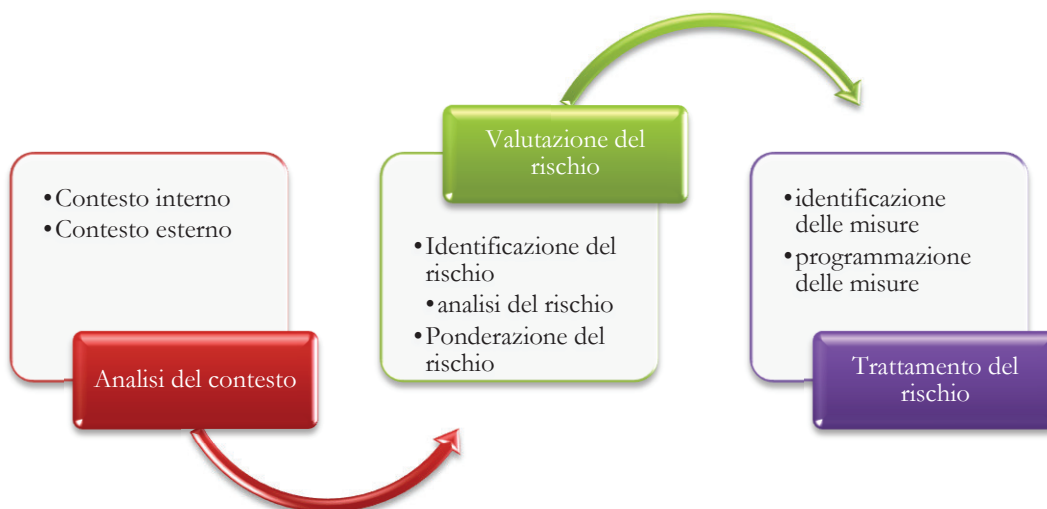 •Contesto interno
•Contesto esterno
Analisi del contesto
Valutazione del
rischio
•Identificazione del
rischio
•analisi del rischio
•Ponderazione del
rischio
•identificazione
delle misure
•programmazione
delle misure
Trattamento del
rischio